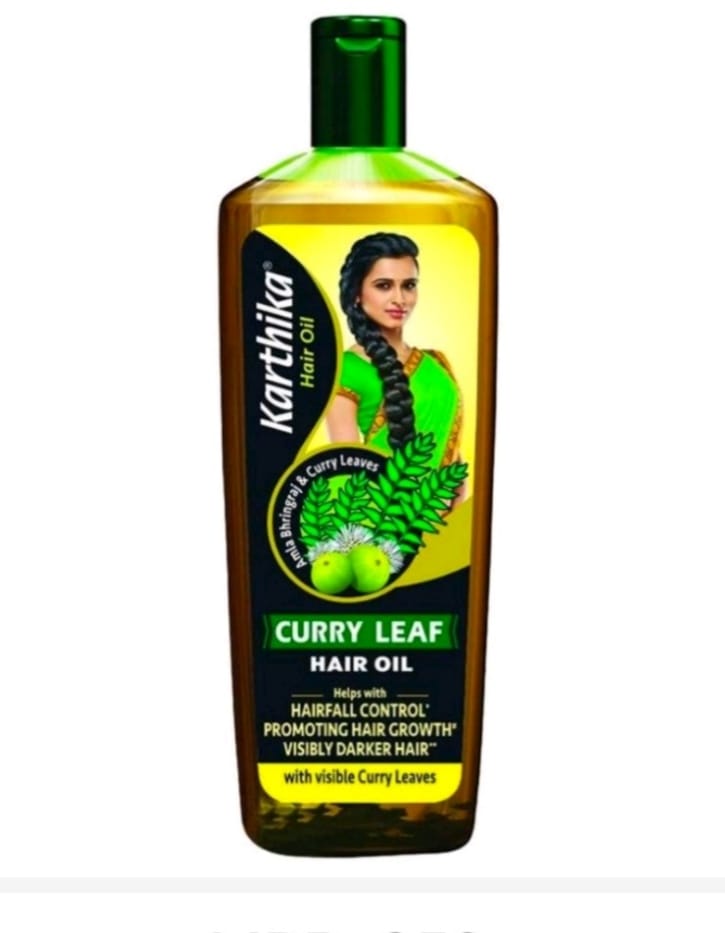 Karthika®
Hair Oil
Amla Bhringraj & Curry Leaves
CURRY LEAF
HAIR OIL
Helps with
HAIRFALL CONTROL*
PROMOTING HAIR GROWTH#
VISIBLY DARKER HAIR**
with visible Curry Leaves